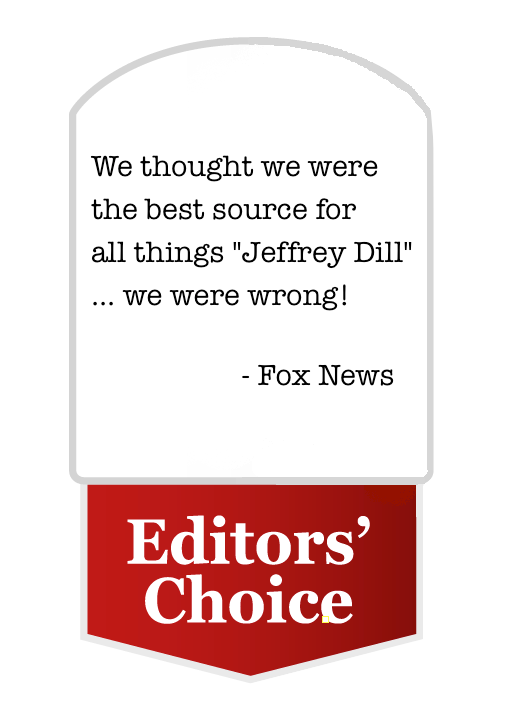 We thought we were
the best source for
all things "Jeffrey Dill"
... we were wrong!
- Fox News
Editors’
Choice